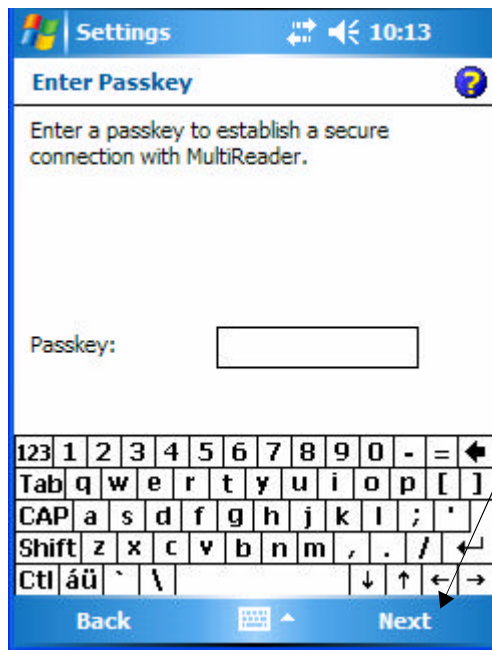 Settings 10:13
Enter Passkey
?
Enter a passkey to establish a secure
connection with MultiReader.
Passkey:
123 1 2 3 4 5 6 7 8 9 0 - = ←
Tab q w e r t y u i o p [ ]
CAP a s d f g h j k l ; '
Shift z x c v b n m , . / ↵
Ctl áü ` \ ↓ ↑ ← →
Back Next